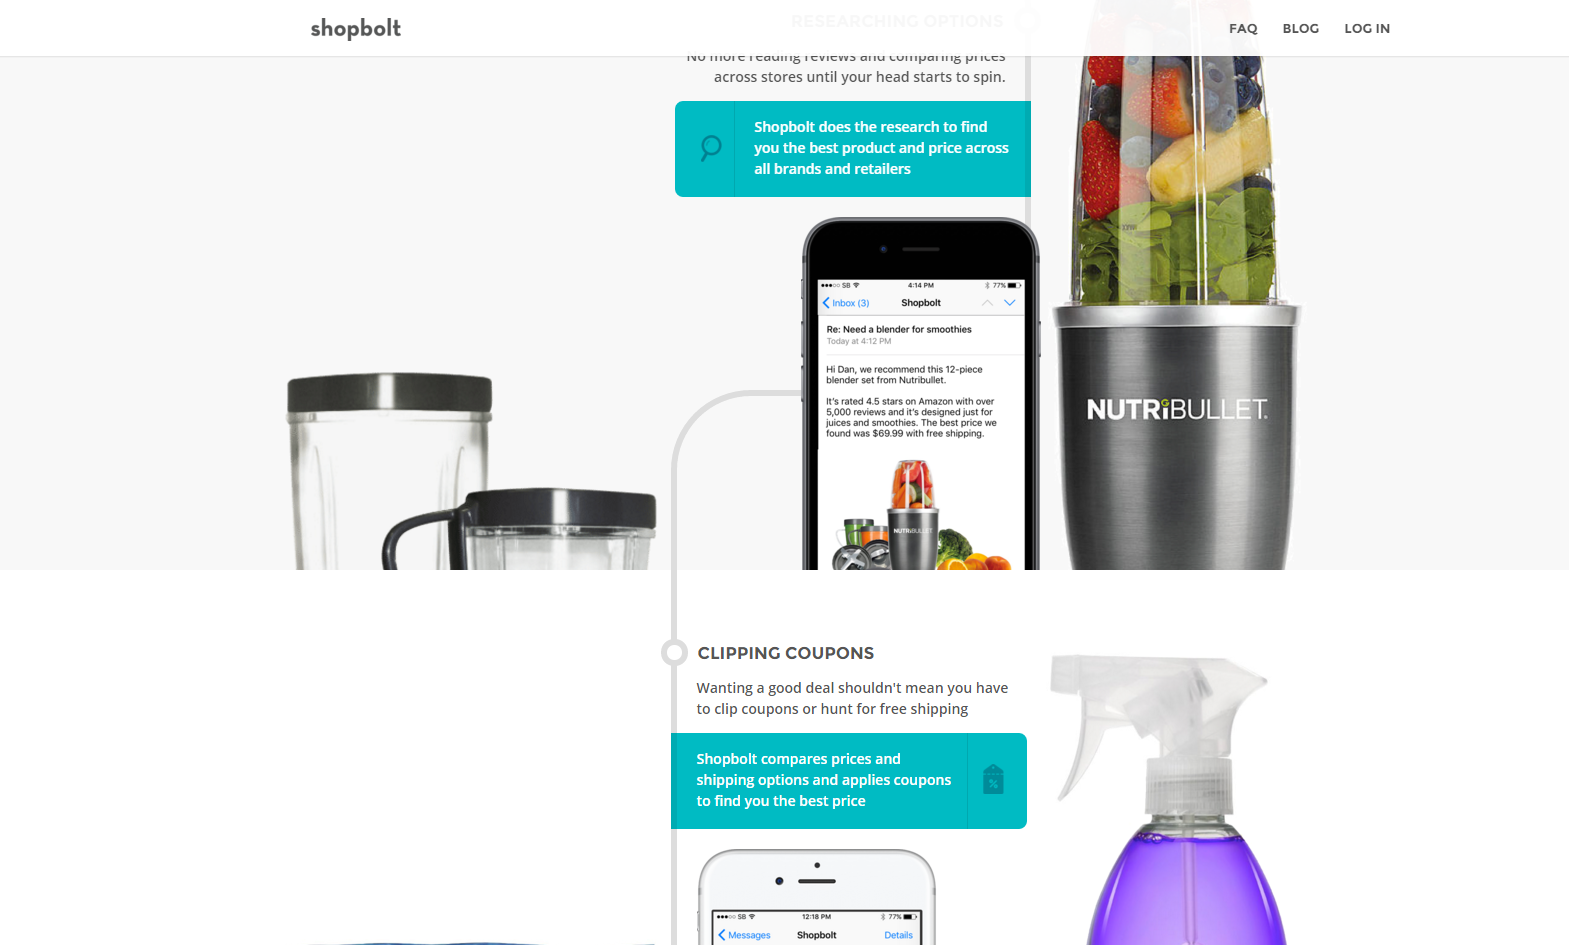 shopbolt
FAQ BLOG LOG IN
RESEARCHING OPTIONS
No more reading reviews and comparing prices
across stores until your head starts to spin.
Shopbolt does the research to find
you the best product and price across
all brands and retailers
SB 4:14 PM 77%
Inbox (3) Shopbolt
Re: Need a blender for smoothies
Today at 4:12 PM
Hi Dan, we recommend this 12-piece
blender set from Nutribullet.
It's rated 4.5 stars on Amazon with over
5,000 reviews and it's designed just for
juices and smoothies. The best price we
found was $69.99 with free shipping.
NUTRIBULLET
NUTRiBULLET.
CLIPPING COUPONS
Wanting a good deal shouldn't mean you have
to clip coupons or hunt for free shipping
Shopbolt compares prices and
shipping options and applies coupons
to find you the best price
%
SB 12:18 PM 77%
Messages Shopbolt Details